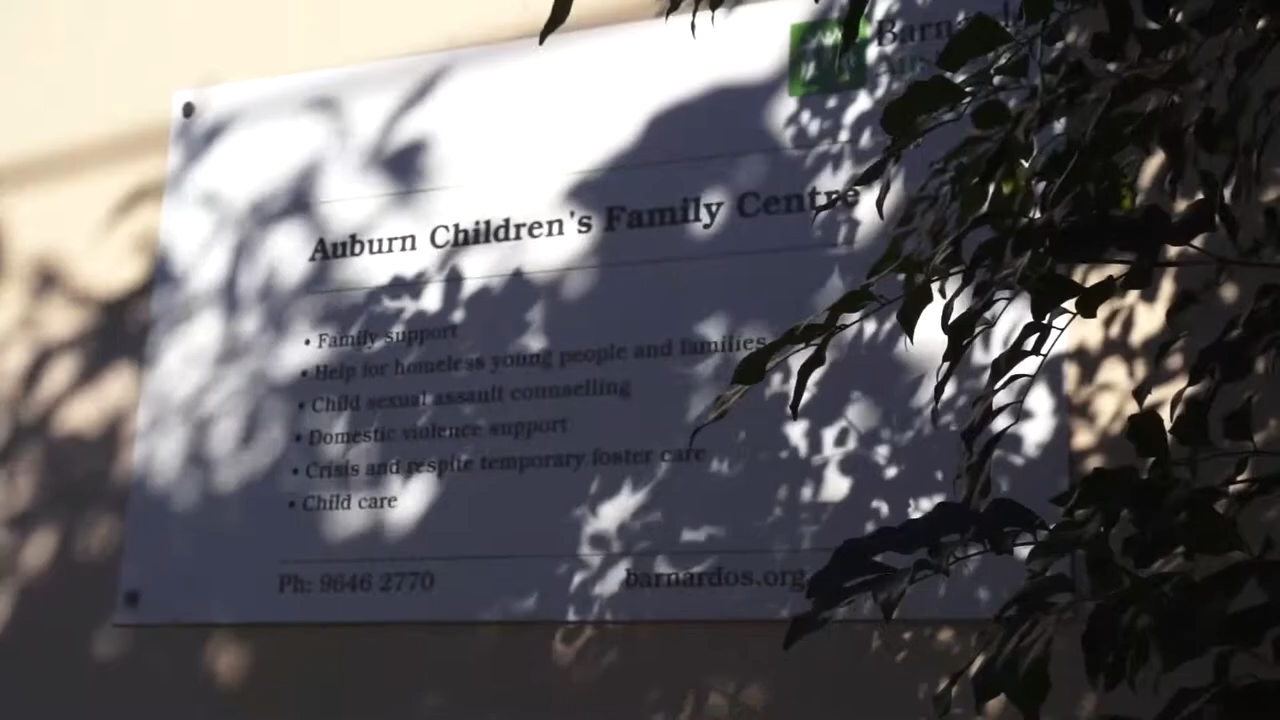 Auburn Children's Family Centre
• Family support
• Help for homeless young people and families
• Child sexual assault counselling
• Domestic violence support
• Crisis and respite temporary foster care
• Child care
Ph: 9646 2770
barnardos.org